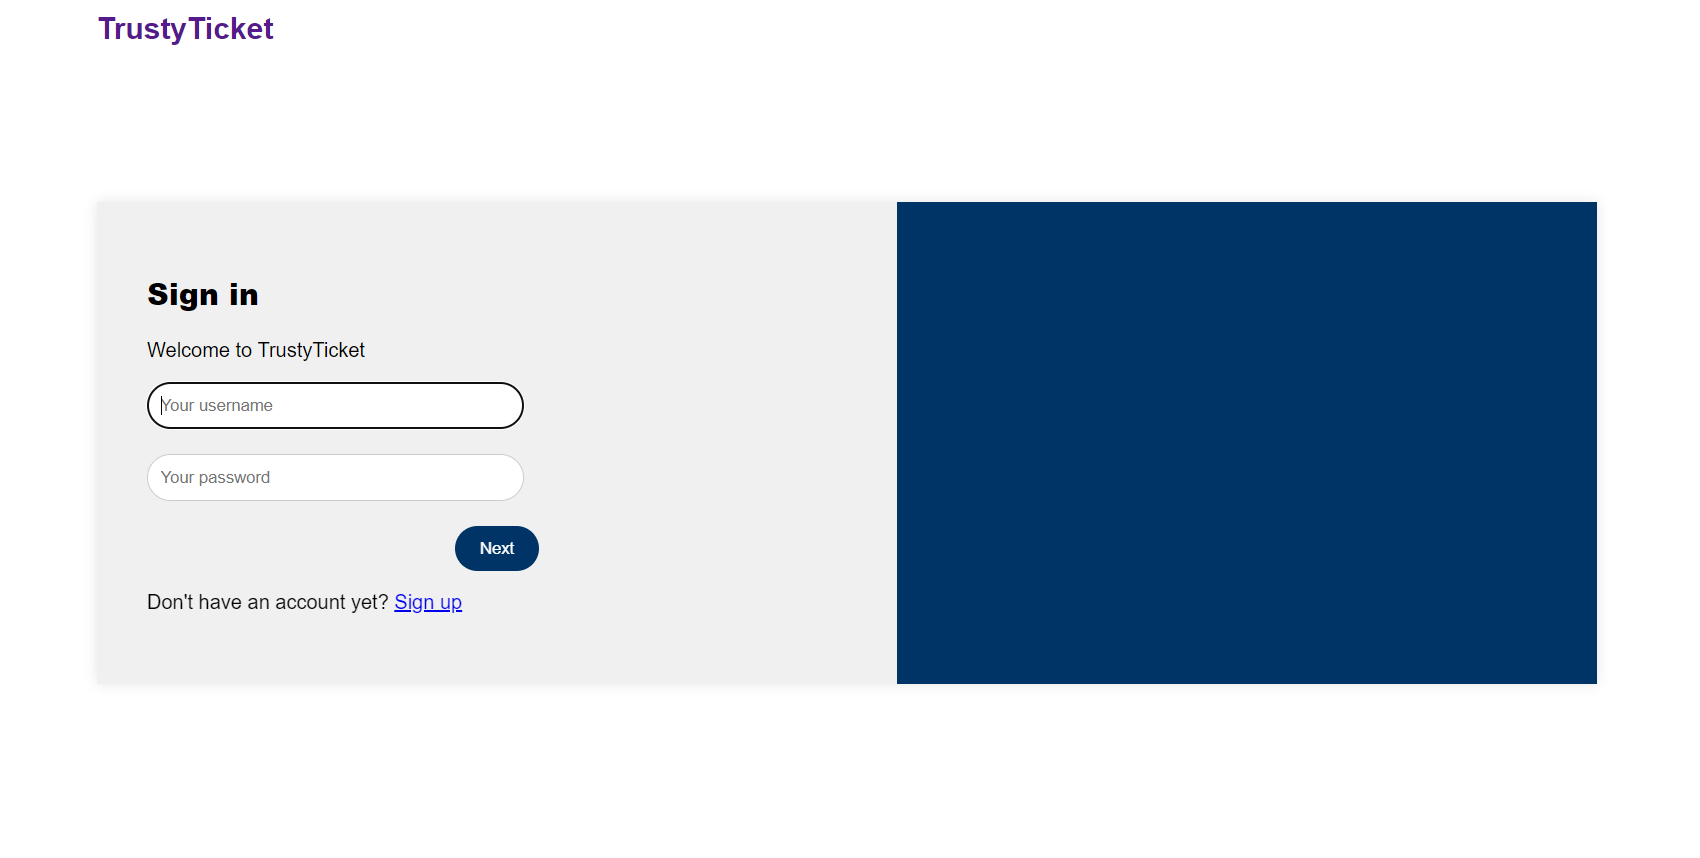 TrustyTicket
Sign in
Welcome to TrustyTicket
Your username
Your password
Next
Don't have an account yet? Sign up